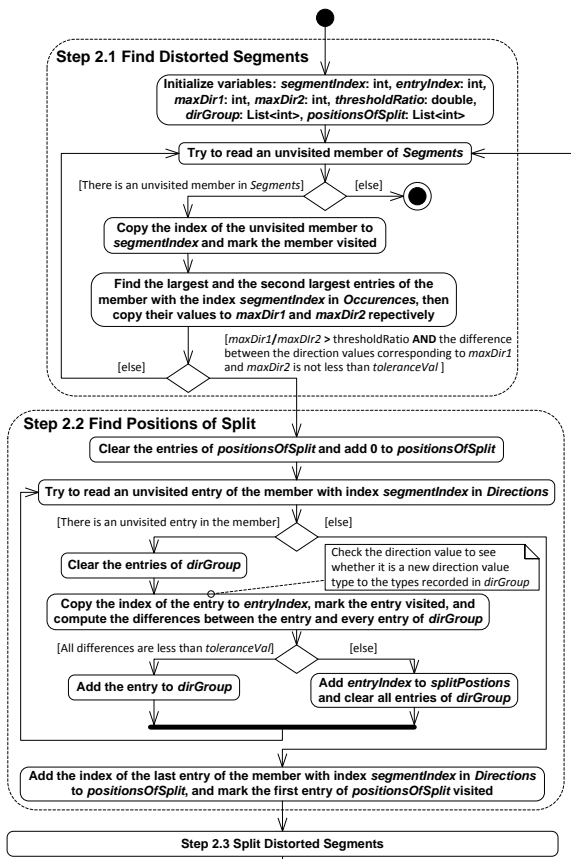 Step 2.1 Find Distorted Segments
Initialize variables: segmentIndex: int, entryIndex: int,
maxDir1: int, maxDir2: int, thresholdRatio: double,
dirGroup: List<int>, positionsOfSplit: List<int>
Try to read an unvisited member of Segments
[There is an unvisited member in Segments]
[else]
Copy the index of the unvisited member to
segmentIndex and mark the member visited
Find the largest and the second largest entries of the
member with the index segmentIndex in Occurences, then
copy their values to maxDir1 and maxDir2 repectively
[maxDir1/maxDIr2 > thresholdRatio AND the difference
between the direction values corresponding to maxDir1
and maxDir2 is not less than toleranceVal ]
[else]
Step 2.2 Find Positions of Split
Clear the entries of positionsOfSplit and add 0 to positionsOfSplit
Try to read an unvisited entry of the member with index segmentIndex in Directions
[There is an unvisited entry in the member]
[else]
Clear the entries of dirGroup
Check the direction value to see
whether it is a new direction value
type to the types recorded in dirGroup
Copy the index of the entry to entryIndex, mark the entry visited, and
compute the differences between the entry and every entry of dirGroup
[All differences are less than toleranceVal]
[else]
Add the entry to dirGroup
Add entryIndex to splitPostions
and clear all entries of dirGroup
Add the index of the last entry of the member with index segmentIndex in Directions
to positionsOfSplit, and mark the first entry of positionsOfSplit visited
Step 2.3 Split Distorted Segments